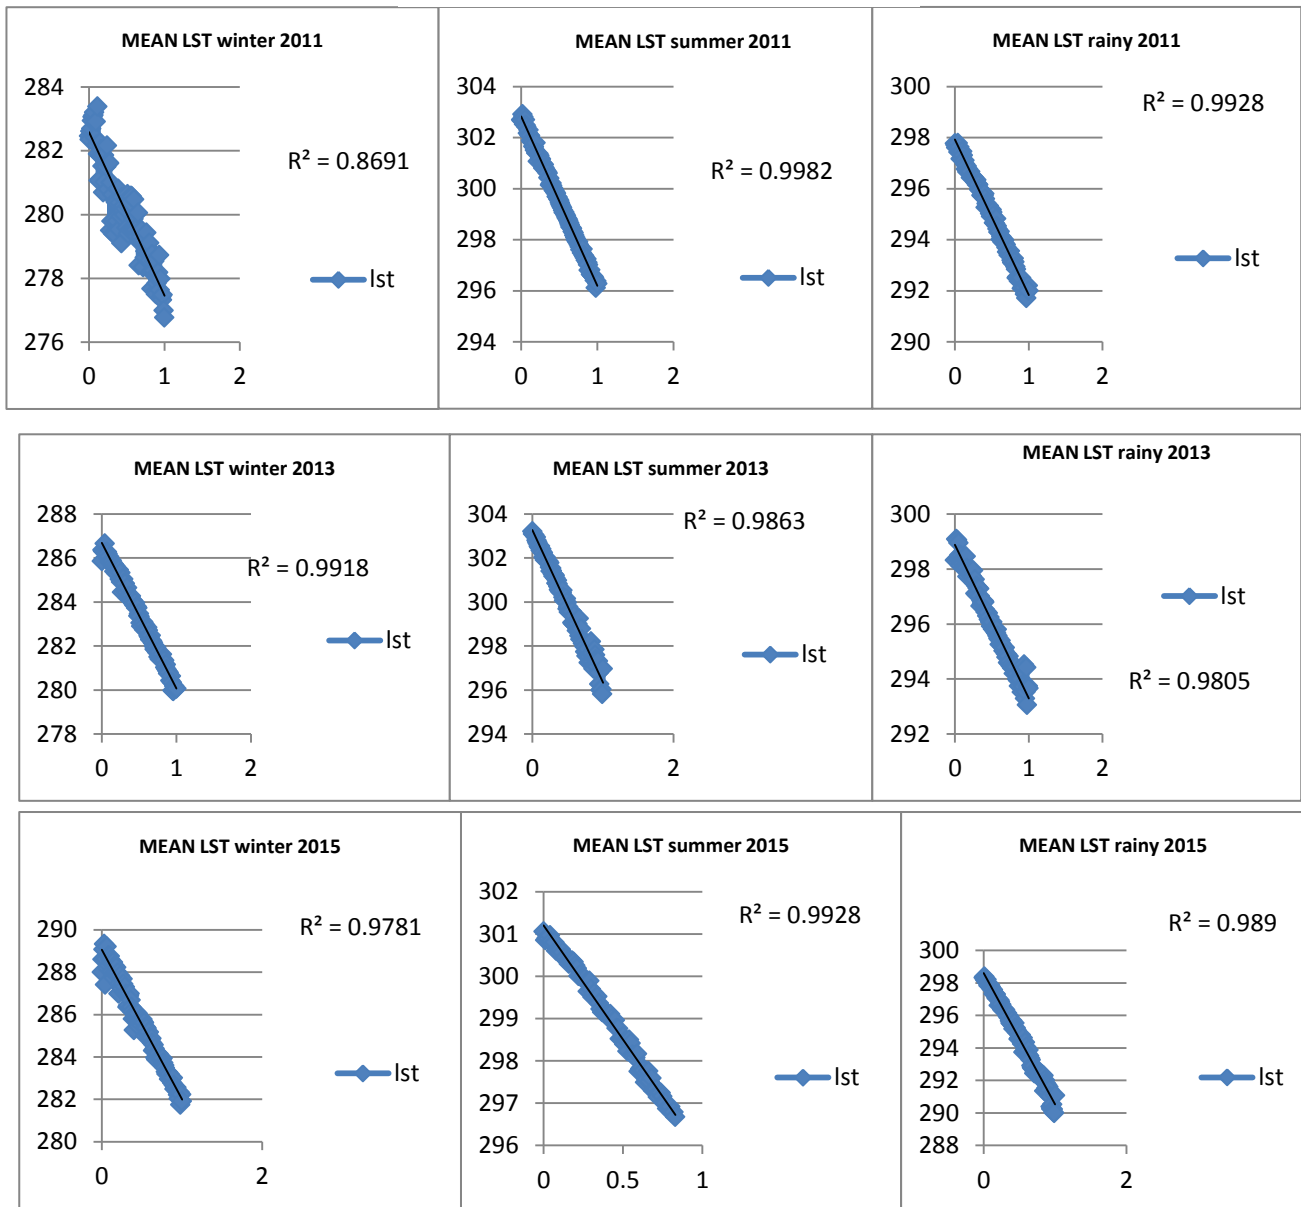 MEAN LST winter 2011
284
282
280
278
276
0 1 2
R² = 0.8691
lst
MEAN LST summer 2011
304
302
300
298
296
294
0 1 2
R² = 0.9982
lst
MEAN LST rainy 2011
300
298
296
294
292
290
0 1 2
R² = 0.9928
lst
MEAN LST winter 2013
288
286
284
282
280
278
0 1 2
R² = 0.9918
lst
MEAN LST summer 2013
304
302
300
298
296
294
0 2
R² = 0.9863
lst
MEAN LST rainy 2013
300
298
296
294
292
0 1 2
lst
R² = 0.9805
MEAN LST winter 2015
290
288
286
284
282
280
0 2
R² = 0.9781
lst
MEAN LST summer 2015
302
301
300
299
298
297
296
0 0.5 1
R² = 0.9928
lst
MEAN LST rainy 2015
300
298
296
294
292
290
288
0 2
R² = 0.989
lst